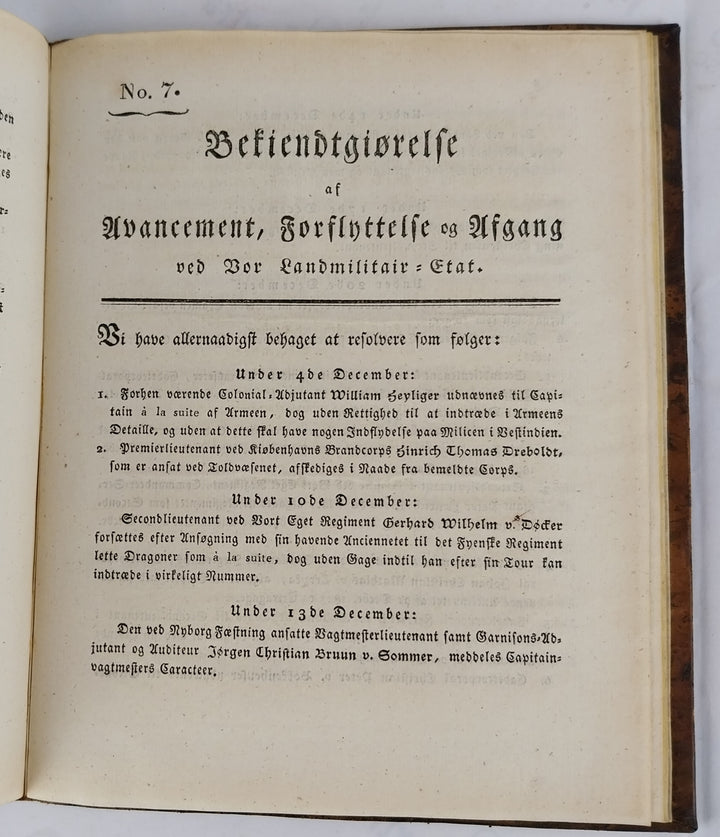 No. 7.
Bekiendtgiørelse
af
Avancement, Forflyttelse og Afgang
ved Vor Landmilitair-Etat.
Vi have allernaadigst behaget at resolvere som følger:
Under 4de December:
1. Forhen værende Colonial-Adjutant William Heyliger udnævnes til Capi-
tain à la suite af Armeen, dog uden Rettighed til at indtræde i Armeens
Detaille, og uden at dette skal have nogen Indflydelse paa Milicen i Vestindien.
2. Premierlieutenant ved Kiøbenhavns Brandcorps Hinrich Thomas Dreboldt,
som er ansat ved Toldvæsenet, afskediges i Naade fra bemeldte Corps.
Under 10de December:
Secondlieutenant ved Vort Eget Regiment Gerhard Wilhelm v. Døcker
forsættes efter Ansøgning med sin havende Anciennetet til det Fyenske Regiment
lette Dragoner som à la suite, dog uden Gage indtil han efter sin Tour kan
indtræde i virkeligt Nummer.
Under 13de December:
Den ved Nyborg Fæstning ansatte Vagtmesterlieutenant samt Garnisons-Ad-
jutant og Auditeur Jørgen Christian Bruun v. Sommer, meddeles Capitain-
vagtmesters Caracteer.